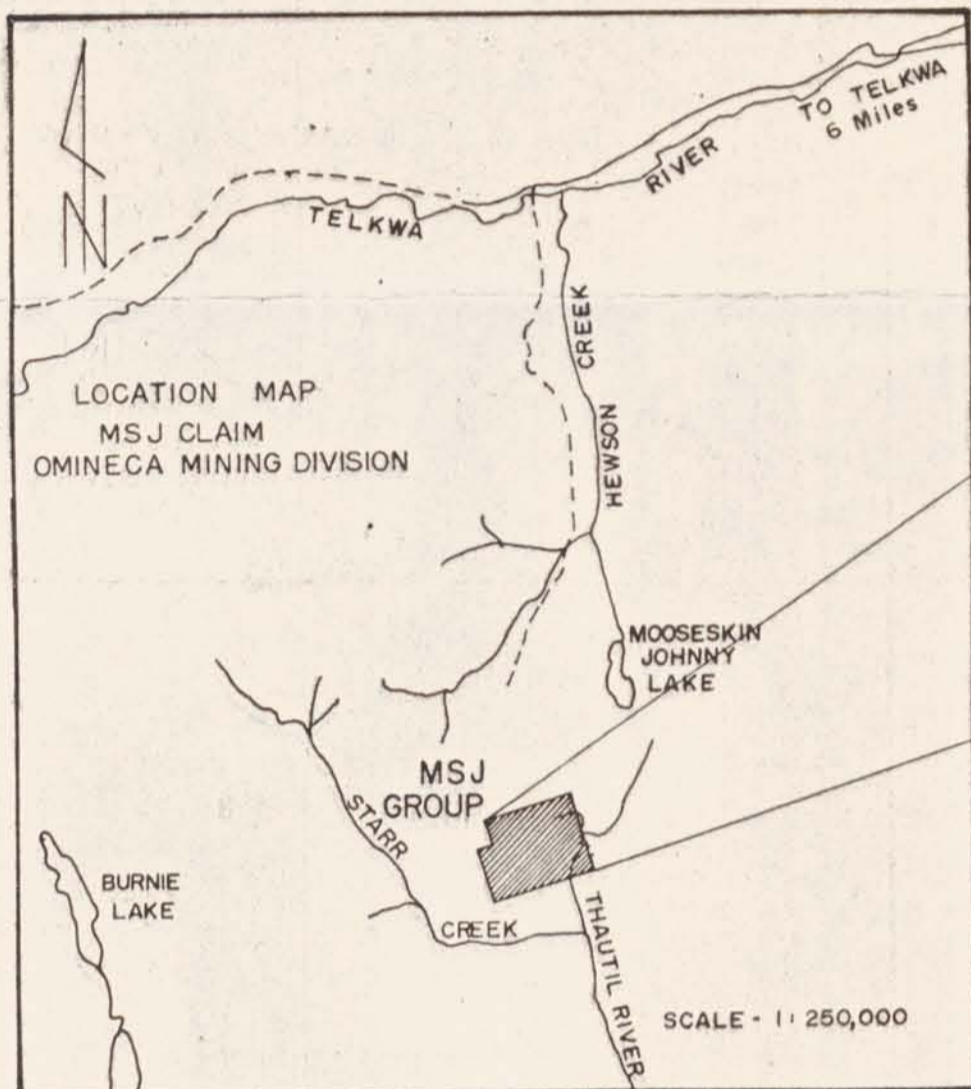 TO TELKWA
6 Miles
RIVER
TELKWA
N
CREEK
HEWSON
LOCATION MAP
MSJ CLAIM
OMINECA MINING DIVISION
MOOSESKIN
JOHNNY
LAKE
MSJ
GROUP
STARR
CREEK
BURNIE
LAKE
THAUTIL RIVER
SCALE - 1: 250,000